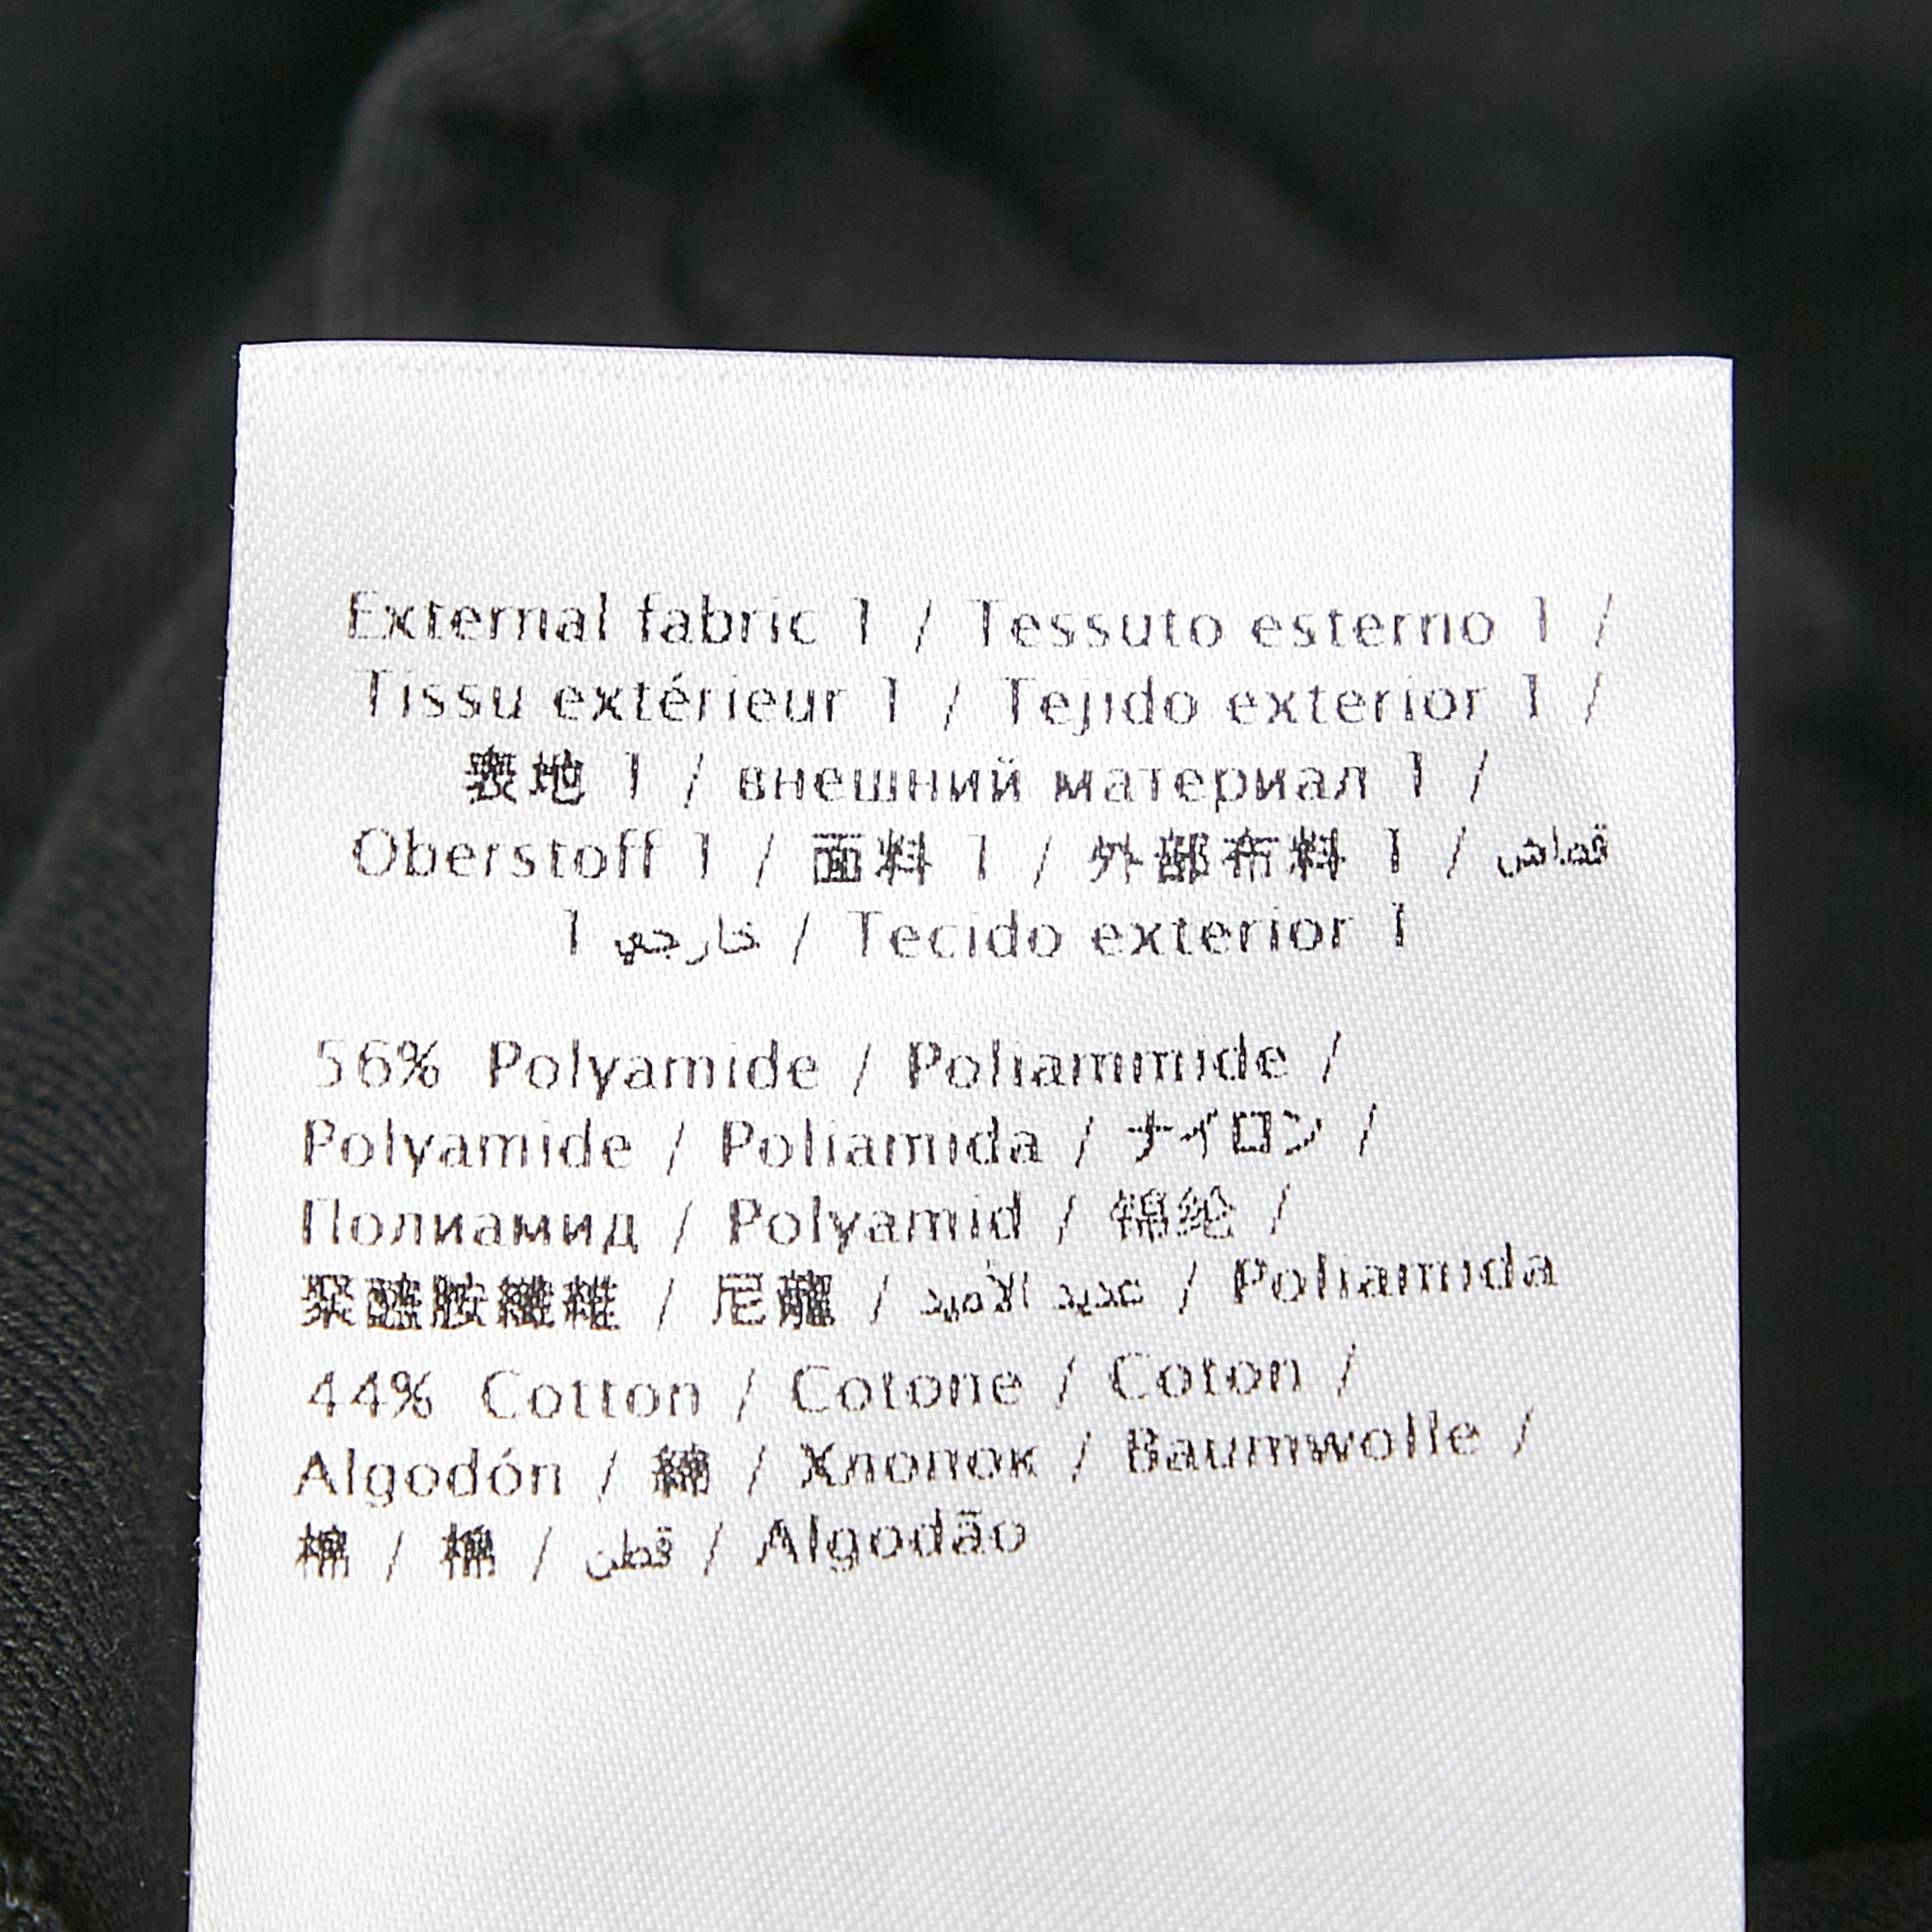 External fabric 1 / Tessuto esterno 1 /
Tissu extérieur 1 / Tejido exterior 1 /
表地 1 / внешний материал 1 /
Oberstoff 1 / 面料 1 / 外部布料 1 / قماش
خارجي 1 / Tecido exterior 1
56% Polyamide / Poliammide /
Polyamide / Poliamida / ナイロン /
Полиамид / Polyamid / 锦纶 /
聚醯胺纖維 / 尼龍 / عديد الأميد / Poliamida
44% Cotton / Cotone / Coton /
Algodón / 綿 / Хлопок / Baumwolle /
棉 / 棉 / قطن / Algodão